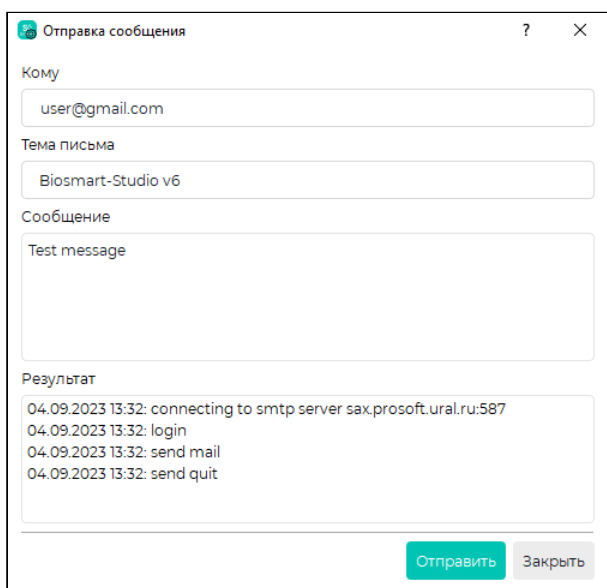 Отправка сообщения ?
Кому
user@gmail.com
Тема письма
Biosmart-Studio v6
Сообщение
Test message
Результат
04.09.2023 13:32: connecting to smtp server sax.prosoft.ural.ru:587
04.09.2023 13:32: login
04.09.2023 13:32: send mail
04.09.2023 13:32: send quit
Отправить Закрыть